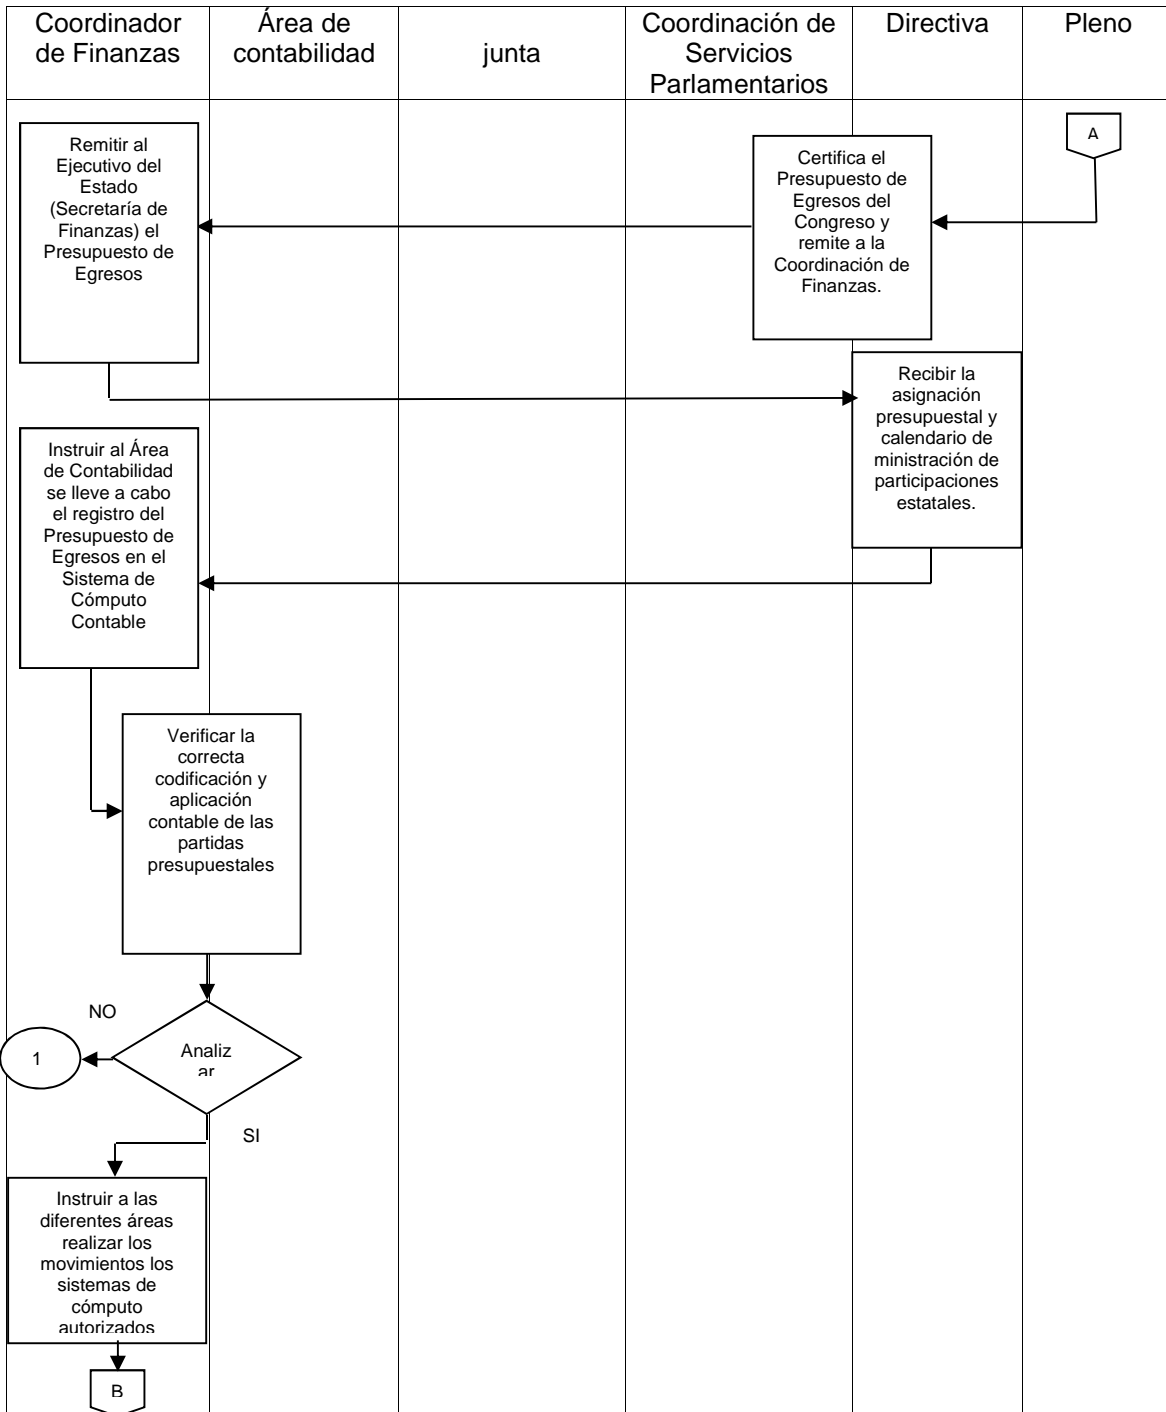 Coordinador
de Finanzas
Área de
contabilidad
junta
Coordinación de
Servicios
Parlamentarios
Directiva
Pleno
A
Remitir al
Ejecutivo del
Estado
(Secretaría de
Finanzas) el
Presupuesto de
Egresos
Certifica el
Presupuesto de
Egresos del
Congreso y
remite a la
Coordinación de
Finanzas.
Recibir la
asignación
presupuestal y
calendario de
ministración de
participaciones
estatales.
Instruir al Área
de Contabilidad
se lleve a cabo
el registro del
Presupuesto de
Egresos en el
Sistema de
Cómputo
Contable
Verificar la
correcta
codificación y
aplicación
contable de las
partidas
presupuestales
NO
1
Analiz
ar
SI
Instruir a las
diferentes áreas
realizar los
movimientos los
sistemas de
cómputo
autorizados
B